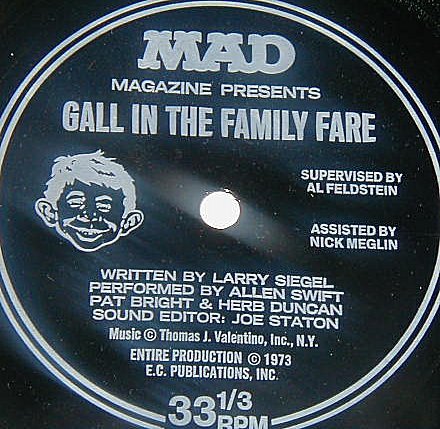 MAD
MAGAZINE PRESENTS
GALL IN THE FAMILY FARE
SUPERVISED BY
AL FELDSTEIN
ASSISTED BY
NICK MEGLIN
WRITTEN BY LARRY SIEGEL
PERFORMED BY ALLEN SWIFT
PAT BRIGHT & HERB DUNCAN
SOUND EDITOR: JOE STATON
Music © Thomas J. Valentino, Inc., N.Y.
ENTIRE PRODUCTION © 1973
E.C. PUBLICATIONS, INC.
33 1/3
RPM